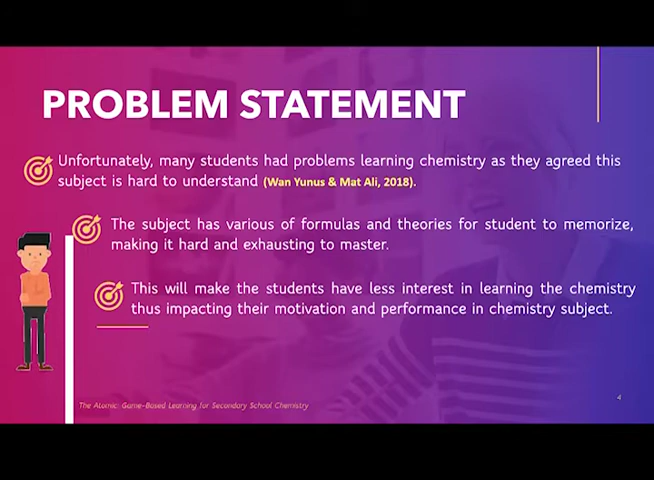 PROBLEM STATEMENT
Unfortunately, many students had problems learning chemistry as they agreed this
subject is hard to understand (Wan Yunus & Mat Ali, 2018).
The subject has various of formulas and theories for student to memorize,
making it hard and exhausting to master.
This will make the students have less interest in learning the chemistry
thus impacting their motivation and performance in chemistry subject.
The Atomic: Game-Based Learning for Secondary School Chemistry
4